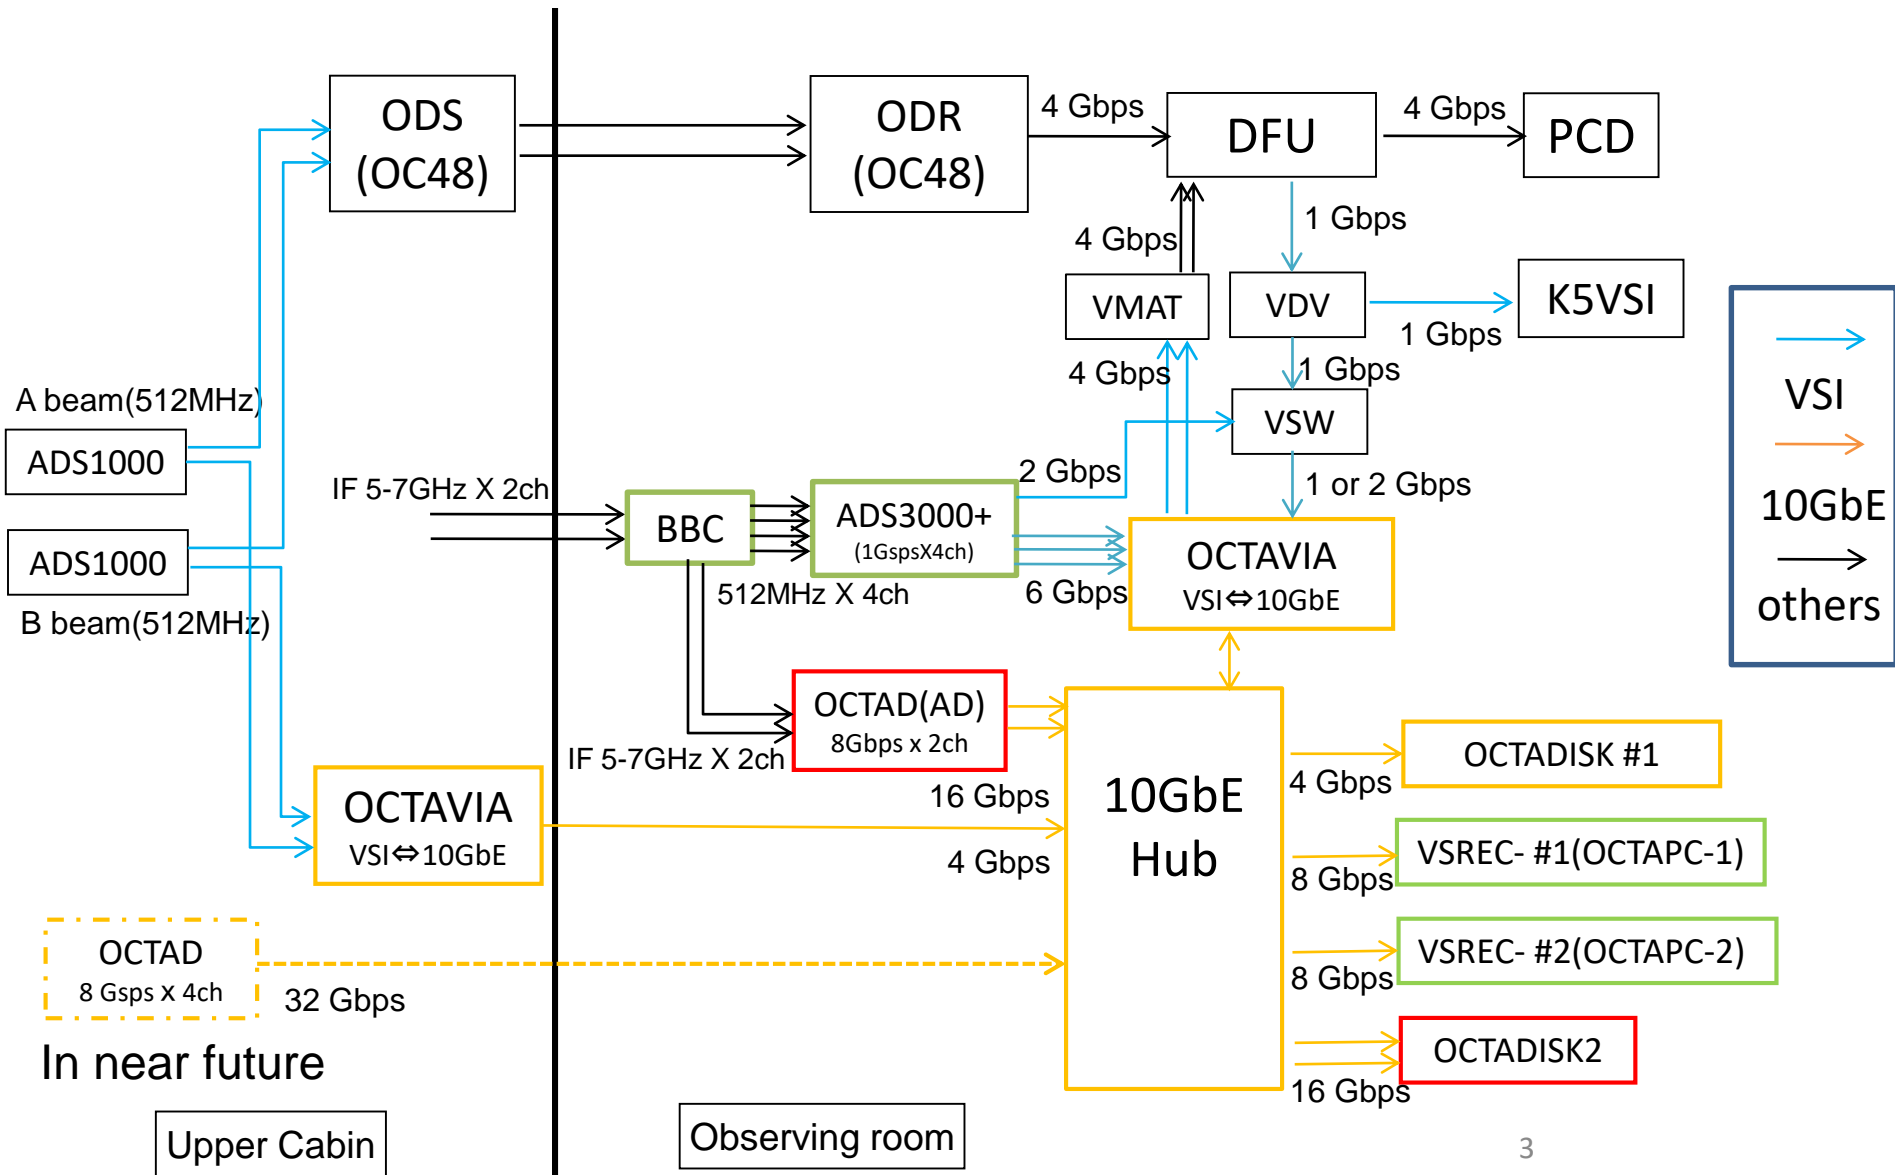 ODS
(OC48)
ODR
(OC48)
4 Gbps
DFU
4 Gbps
PCD
1 Gbps
4 Gbps
VMAT
VDV
K5VSI
1 Gbps
4 Gbps
1 Gbps
VSW
VSI
10GbE
others
A beam(512MHz)
ADS1000
ADS1000
B beam(512MHz)
IF 5-7GHz X 2ch
BBC
ADS3000+
(1GspsX4ch)
2 Gbps
1 or 2 Gbps
512MHz X 4ch
6 Gbps
OCTAVIA
VSI⇔10GbE
OCTAD(AD)
8Gbps x 2ch
IF 5-7GHz X 2ch
16 Gbps
OCTAVIA
VSI⇔10GbE
4 Gbps
10GbE
Hub
OCTADISK #1
4 Gbps
VSREC- #1(OCTAPC-1)
8 Gbps
VSREC- #2(OCTAPC-2)
8 Gbps
OCTADISK2
16 Gbps
OCTAD
8 Gsps x 4ch
32 Gbps
In near future
Upper Cabin
Observing room
3